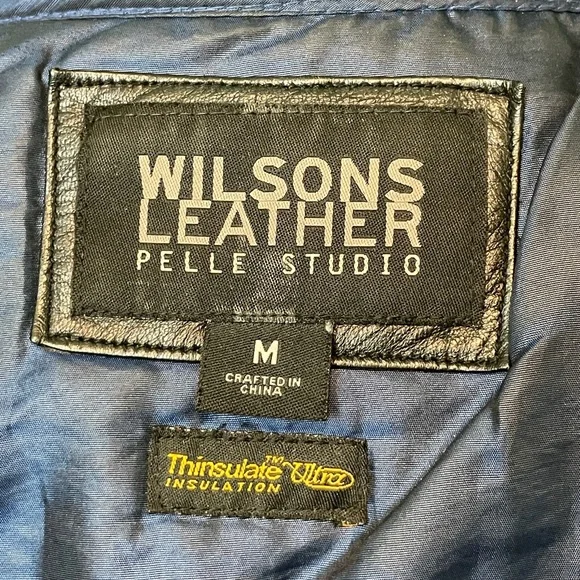 WILSONS
LEATHER
PELLE STUDIO
M
CRAFTED IN
CHINA
Thinsulate™ Ultra
INSULATION